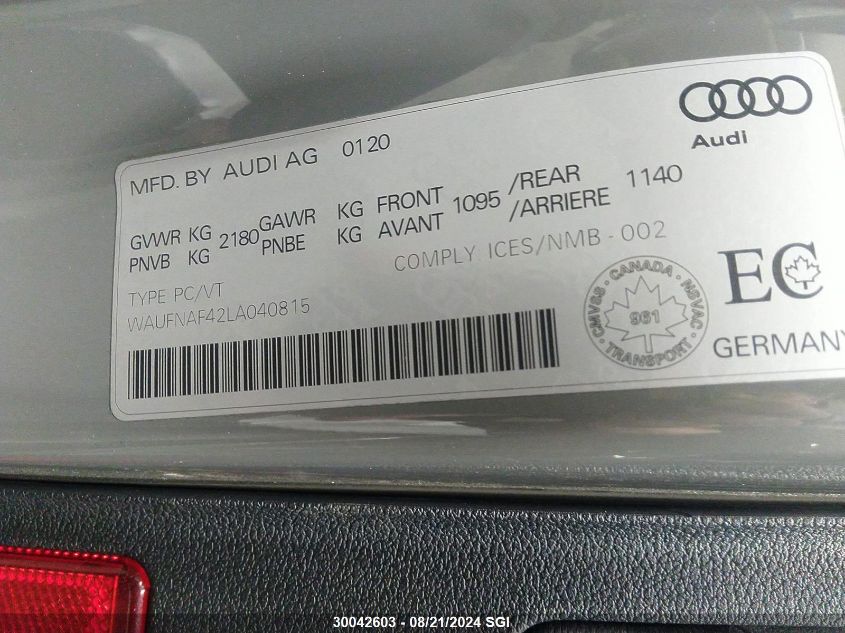 Audi
MFD. BY AUDI AG 0120
GVWR KG 2180 GAWR KG FRONT 1095 /REAR 1140
PNVB KG PNBE KG AVANT /ARRIERE
COMPLY ICES/NMB - 002
TYPE PC/VT
WAUFNAF42LA040815
CANADA
CMVSS NSVAC
961
TRANSPORT
EC
GERMANY
30042603 - 08/21/2024 SGI